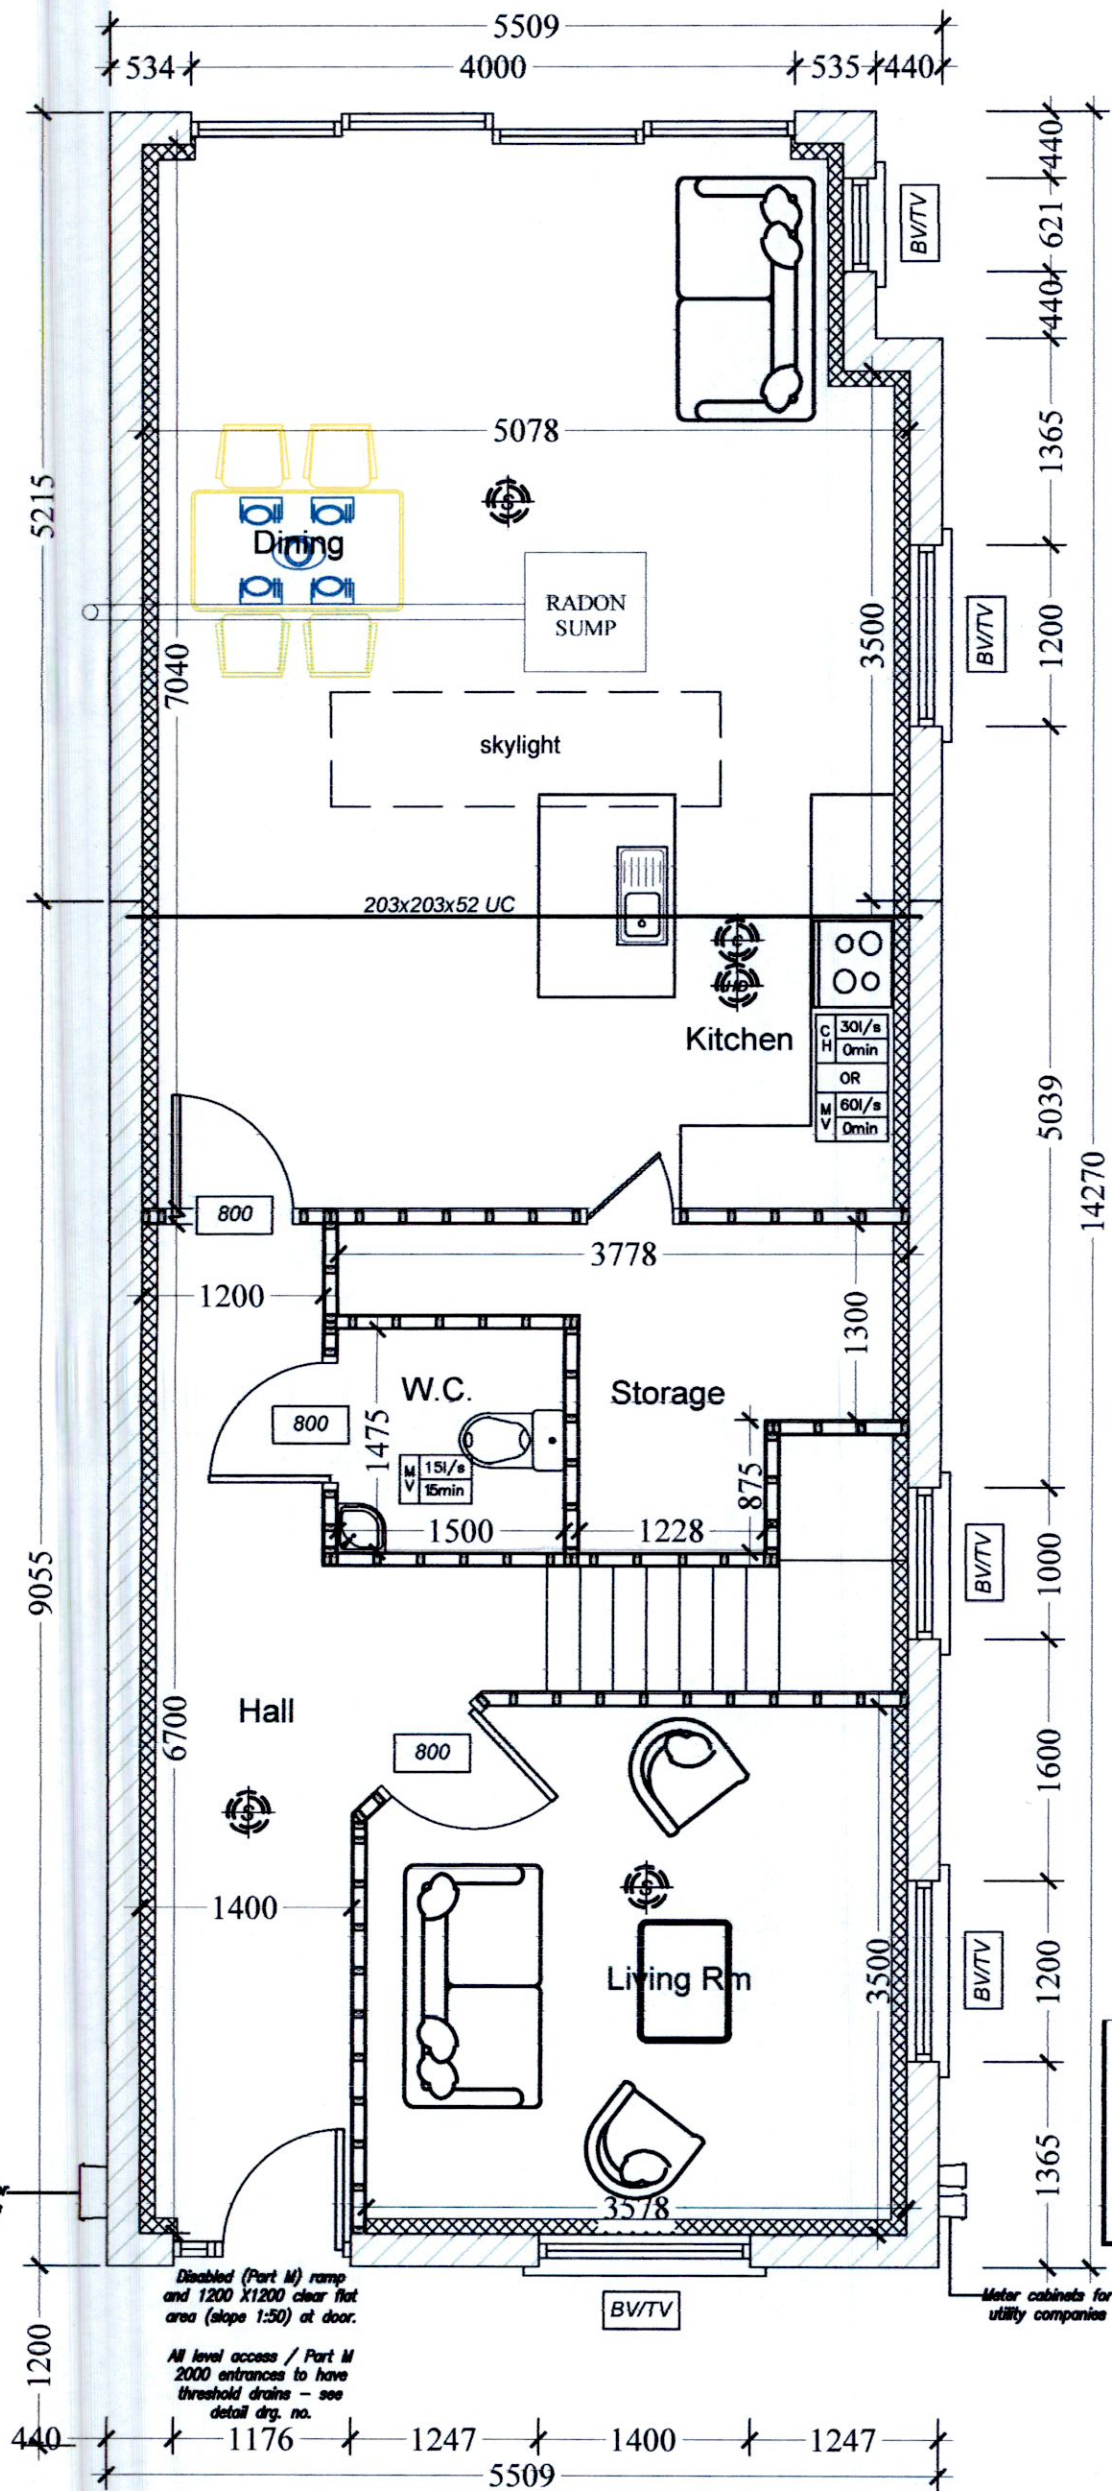 5509
534
4000
535
440
440
621
BV/TV
440
5078
1365
5215
Dining
RADON
SUMP
3500
1200
BV/TV
7040
skylight
203x203x52 UC
Kitchen
C H 30l/s
0min
OR
M V 60l/s
0min
5039
14270
800
3778
1200
1300
W.C.
Storage
800
1475
M V 15l/s
15min
875
1500
1228
BV/TV
1000
9055
Hall
6700
800
1600
S
S
1400
Living Rm
3500
BV/TV
1200
3578
1365
Disabled (Part M) ramp
and 1200 X1200 clear flat
area (slope 1:50) at door.
BV/TV
Meter cabinets for
utility companies
All level access / Part M
2000 entrances to have
threshold drains – see
detail drg. no.
1200
440
1176
1247
1400
1247
5509